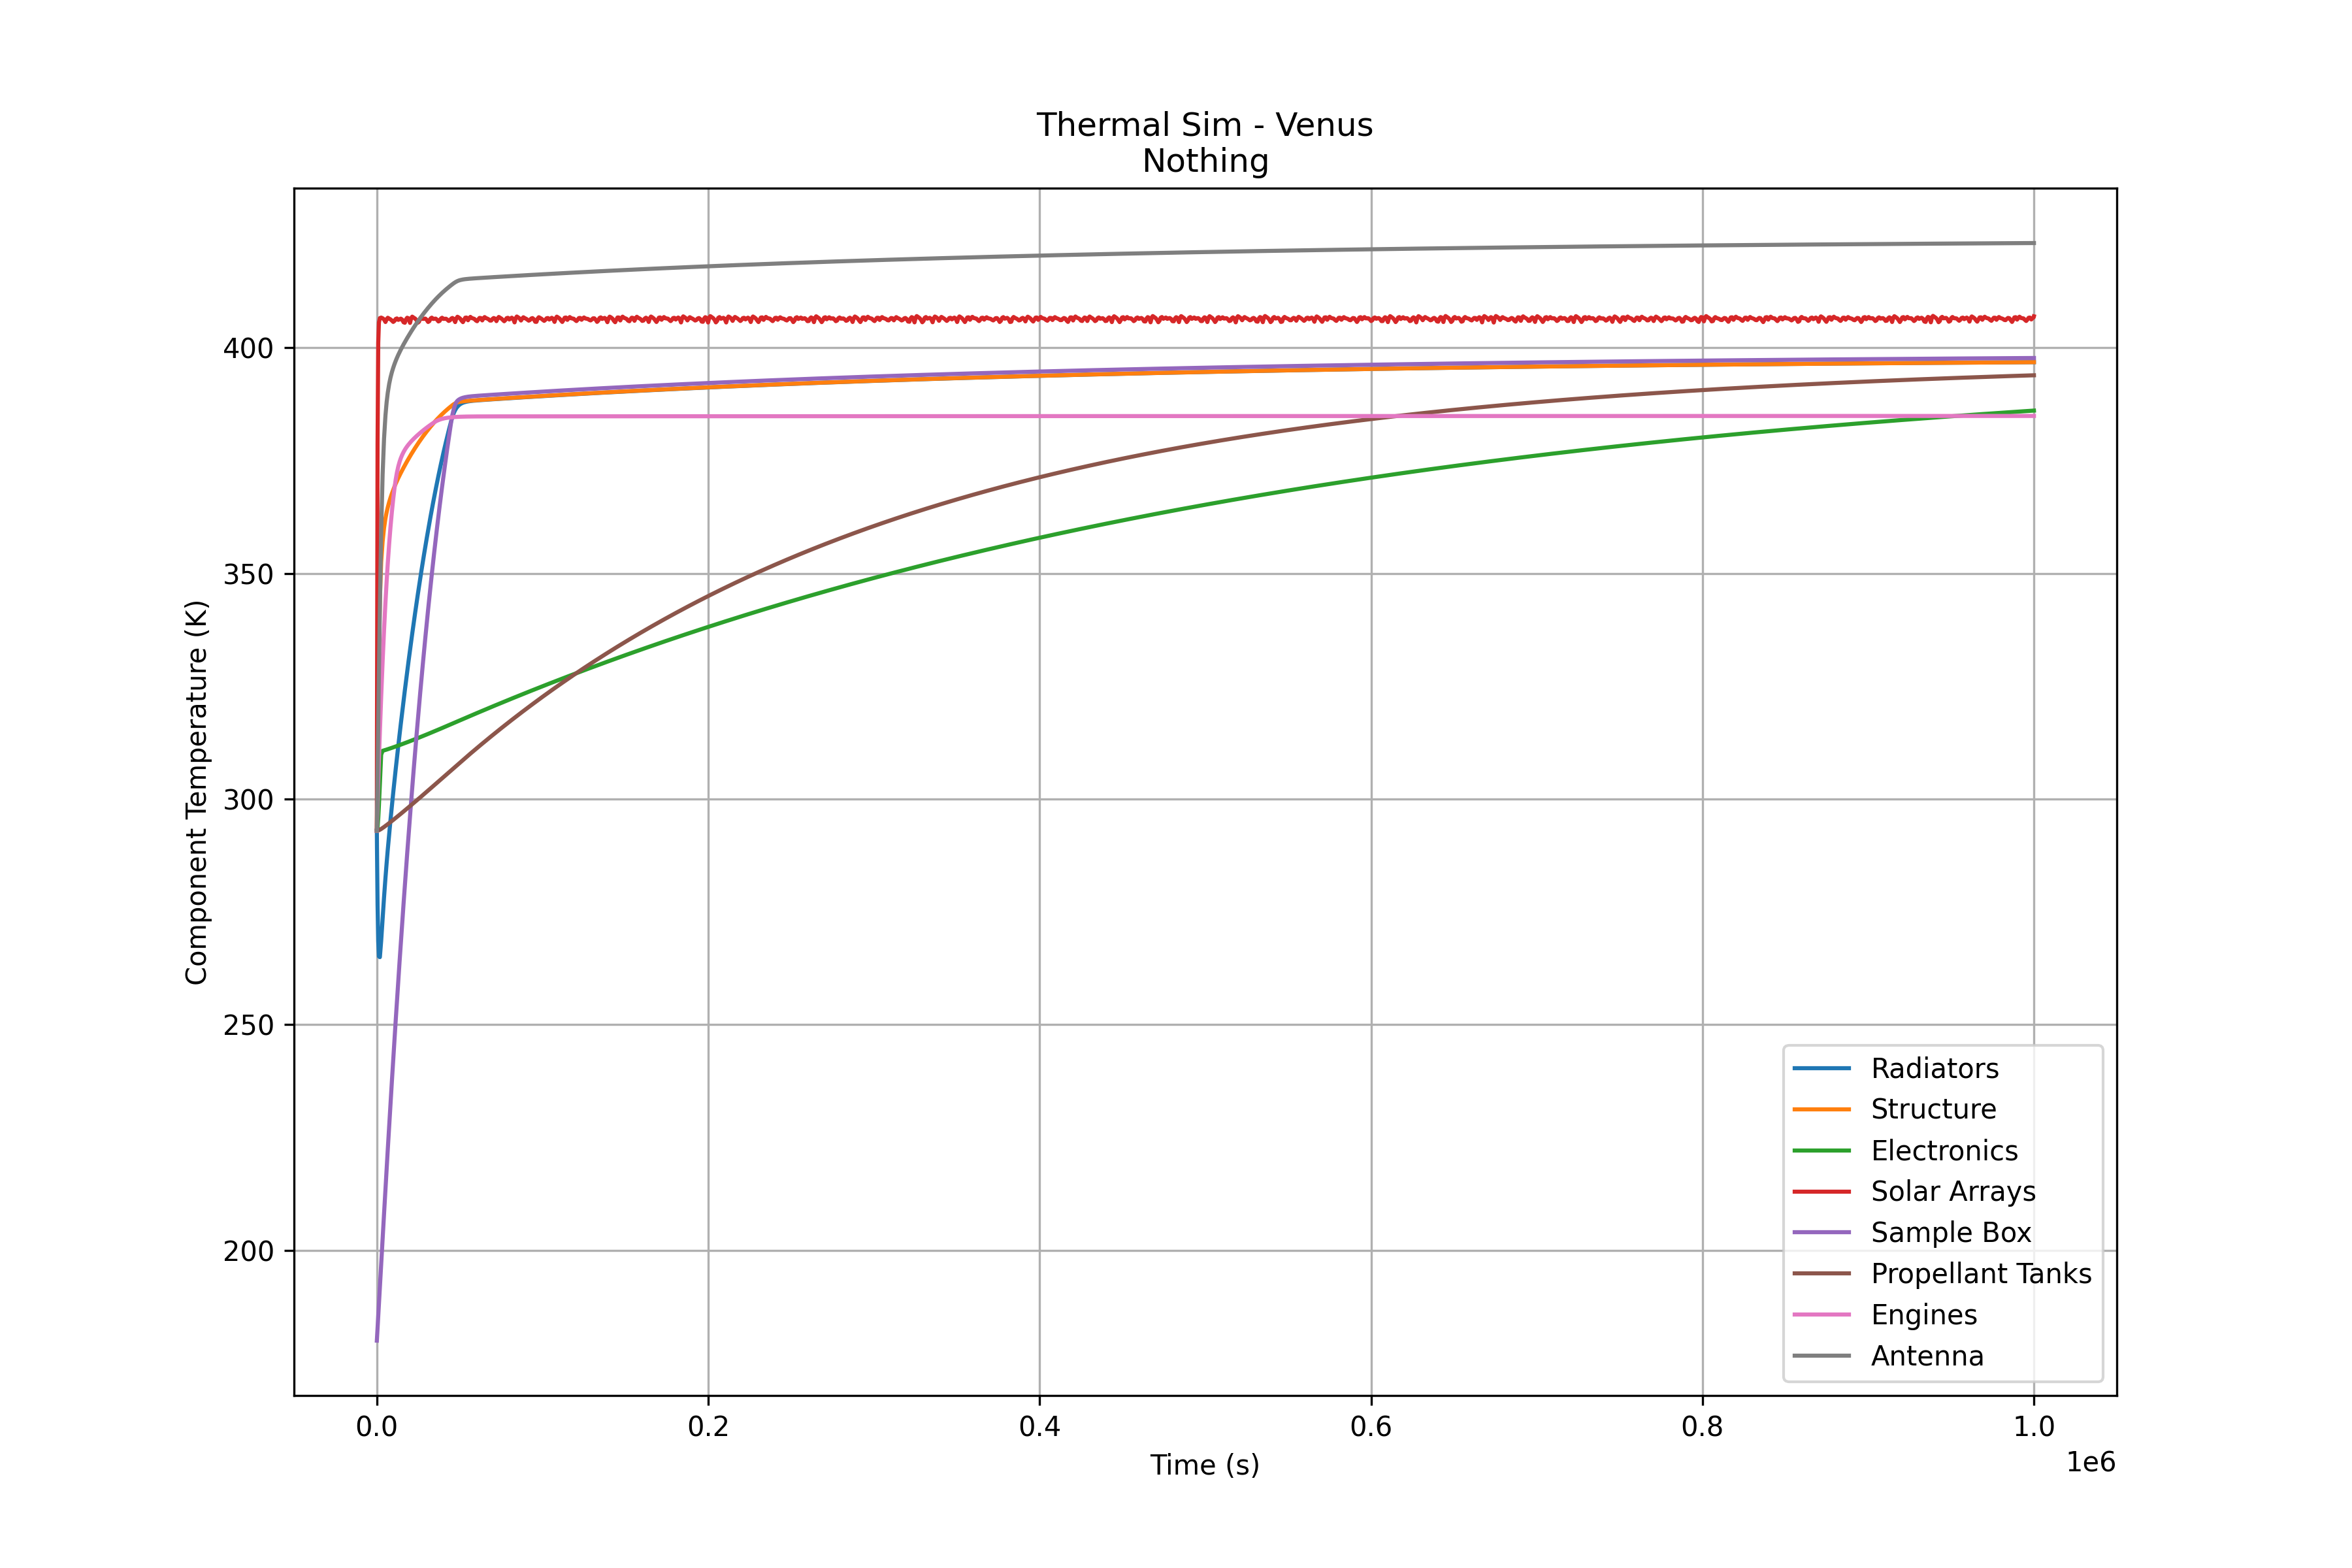 Thermal Sim - Venus
Nothing
Component Temperature (K)
400
350
300
250
200
0.0 0.2 0.4 0.6 0.8 1.0
1e6
Time (s)
Radiators
Structure
Electronics
Solar Arrays
Sample Box
Propellant Tanks
Engines
Antenna